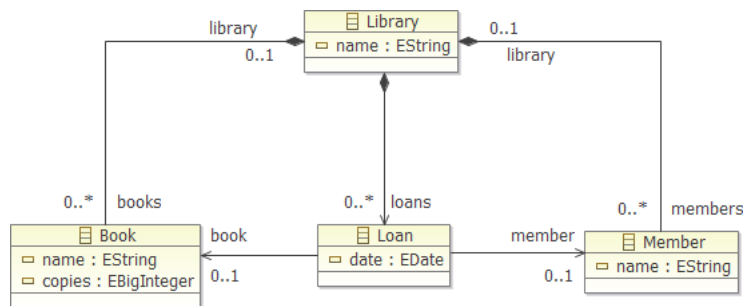 Library
name : EString
library
0..1
0..1
library
0..* books
0..* loans
0..* members
Book
name : EString
copies : EBigInteger
book
0..1
Loan
date : EDate
member
0..1
Member
name : EString